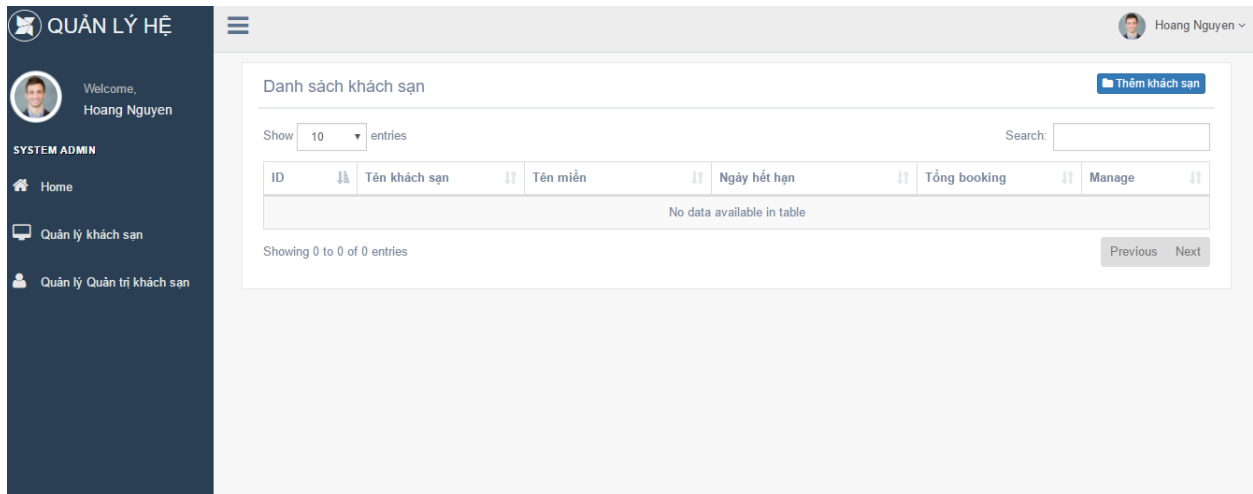 QUẢN LÝ HỆ
Hoang Nguyen
Welcome,
Hoang Nguyen
SYSTEM ADMIN
Home
Quản lý khách sạn
Quản lý Quản trị khách sạn
Danh sách khách sạn
Thêm khách sạn
Show 10 entries
Search:
ID Tên khách sạn Tên miền Ngày hết hạn Tổng booking Manage
No data available in table
Showing 0 to 0 of 0 entries
Previous Next